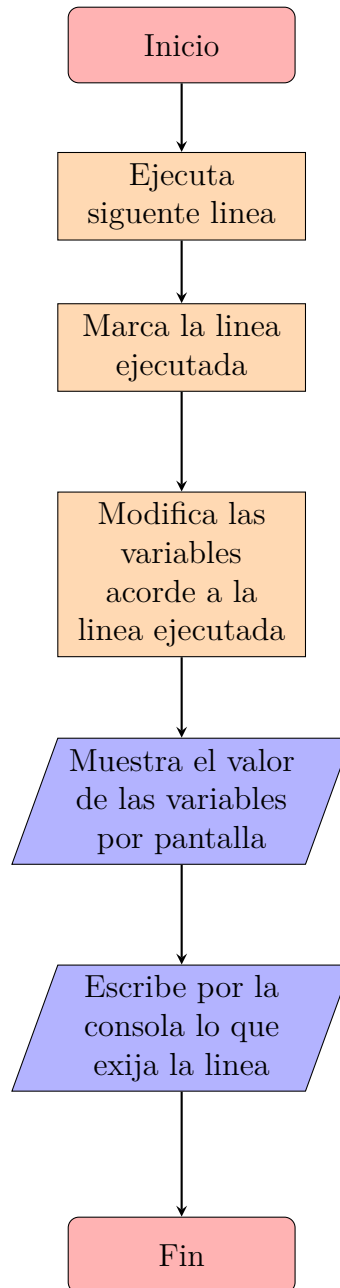 Inicio
Ejecuta
siguente linea
Marca la linea
ejecutada
Modifica las
variables
acorde a la
linea ejecutada
Muestra el valor
de las variables
por pantalla
Escribe por la
consola lo que
exija la linea
Fin